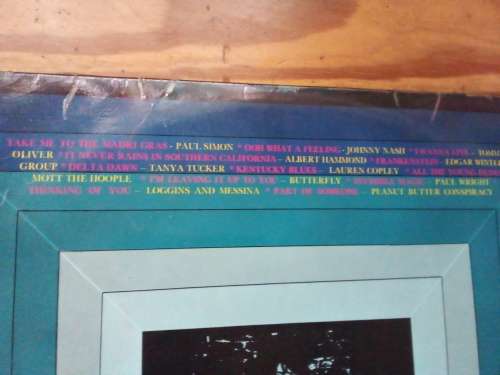 TAKE ME TO THE MADRI GRAS - PAUL SIMON * OOH WHAT A FEELING - JOHNNY NASH * I WANNA LIVE - TOMM
OLIVER * IT NEVER RAINS IN SOUTHERN CALIFORNIA - ALBERT HAMMOND * FRANKENSTEIN - EDGAR WINTER
GROUP * DELTA DAWN - TANYA TUCKER * KENTUCKY BLUES - LAUREN COPLEY * ALL THE YOUNG DUDES
MOTT THE HOOPLE * I'M LEAVING IT UP TO YOU - BUTTERFLY * INVISIBLE MAGIC - PAUL WRIGHT
THINKING OF YOU - LOGGINS AND MESSINA * PART OF SOMEONE - PEANUT BUTTER CONSPIRACY